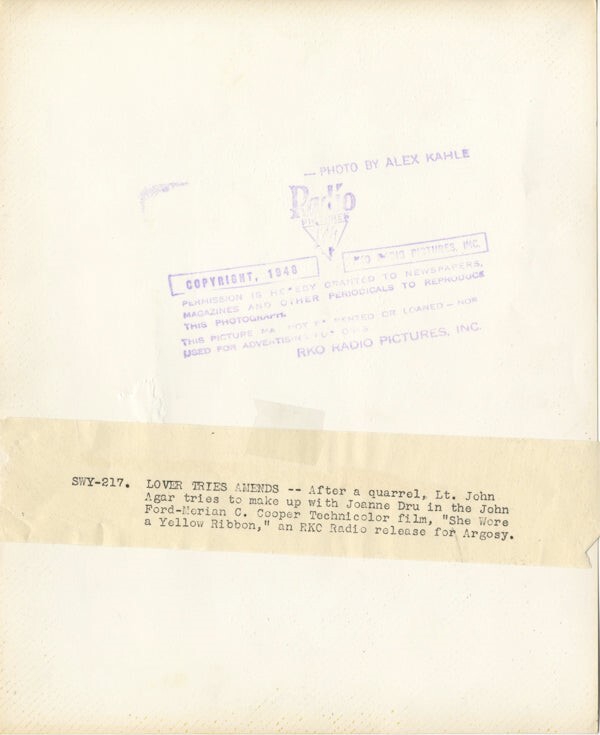 — PHOTO BY ALEX KAHLE
Radio
PICTURES
COPYRIGHT, 1948
RKO RADIO PICTURES, INC.
PERMISSION IS HEREBY GRANTED TO NEWSPAPERS,
MAGAZINES AND OTHER PERIODICALS TO REPRODUCE
THIS PHOTOGRAPH.
THIS PICTURE MAY NOT BE RENTED OR LOANED — NOR
USED FOR ADVERTISING
RKO RADIO PICTURES, INC.
SWY-217. LOVER TRIES AMENDS -- After a quarrel, Lt. John
Agar tries to make up with Joanne Dru in the John
Ford-Merian C. Cooper Technicolor film, "She Wore
a Yellow Ribbon," an RKO Radio release for Argosy.